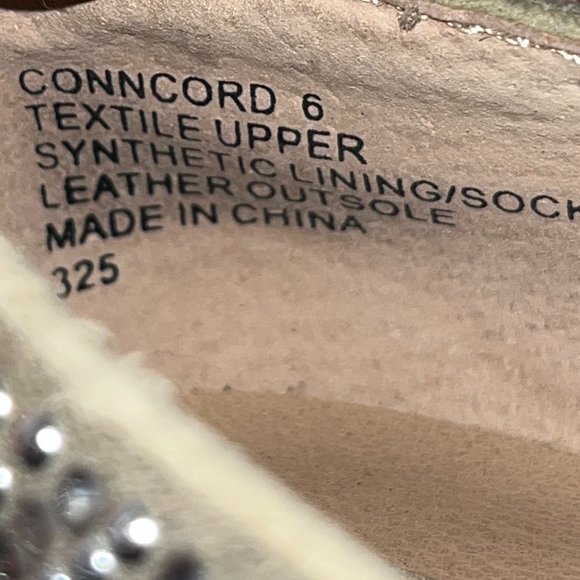 CONNCORD 6
TEXTILE UPPER
SYNTHETIC LINING/SOCK
LEATHER OUTSOLE
MADE IN CHINA
325